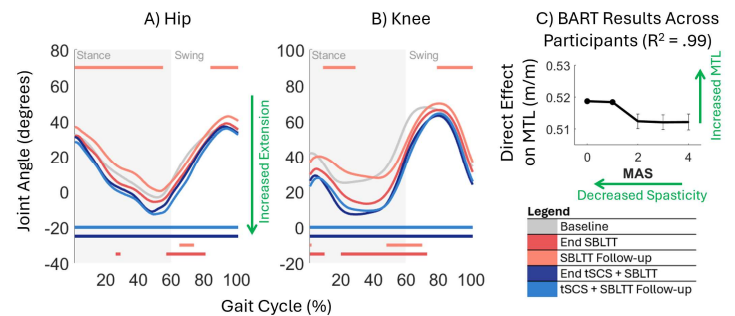 A) Hip
B) Knee
C) BART Results Across
Participants (R² = .99)
Joint Angle (degrees)
80
60
40
20
0
-20
-40
Stance
Swing
20 40 60 80 100
Increased Extension
100
80
60
40
20
0
-20
Stance
Swing
20 40 60 80 100
Gait Cycle (%)
Direct Effect
on MTL (m/m)
0.53
0.52
0.51
0 2 4
MAS
Increased MTL
Decreased Spasticity
Legend
Baseline
End SBLTT
SBLTT Follow-up
End tSCS + SBLTT
tSCS + SBLTT Follow-up